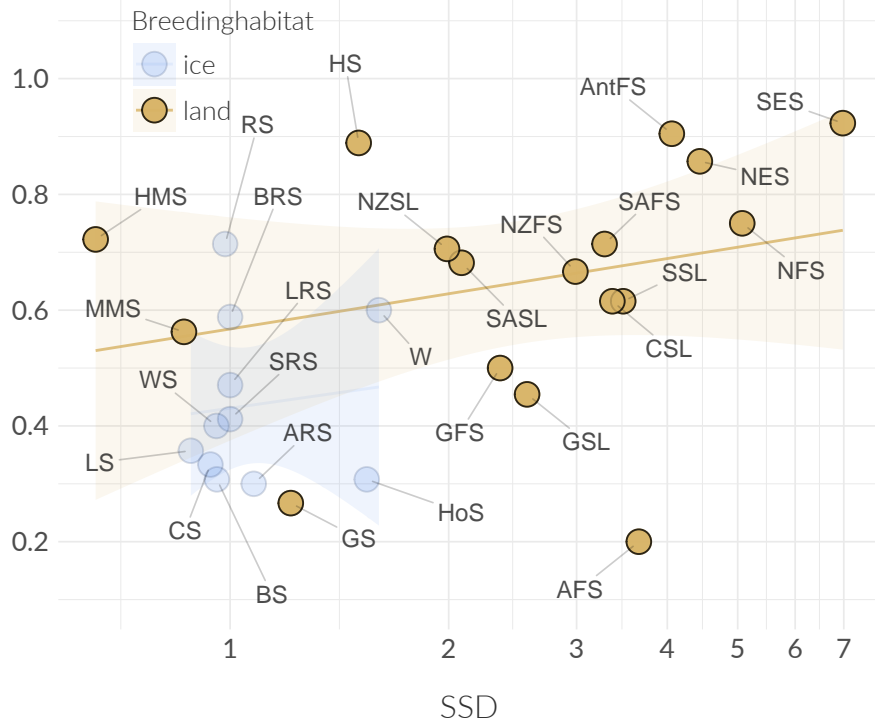 Breedinghabitat
ice
land
HS
AntFS
SES
RS
NES
HMS
BRS
NZSL
SAFS
NZFS
NFS
SSL
LRS
MMS
SASL
CSL
W
SRS
WS
GFS
GSL
ARS
LS
HoS
CS
GS
BS
AFS
1.0
0.8
0.6
0.4
0.2
1 2 3 4 5 6 7
SSD